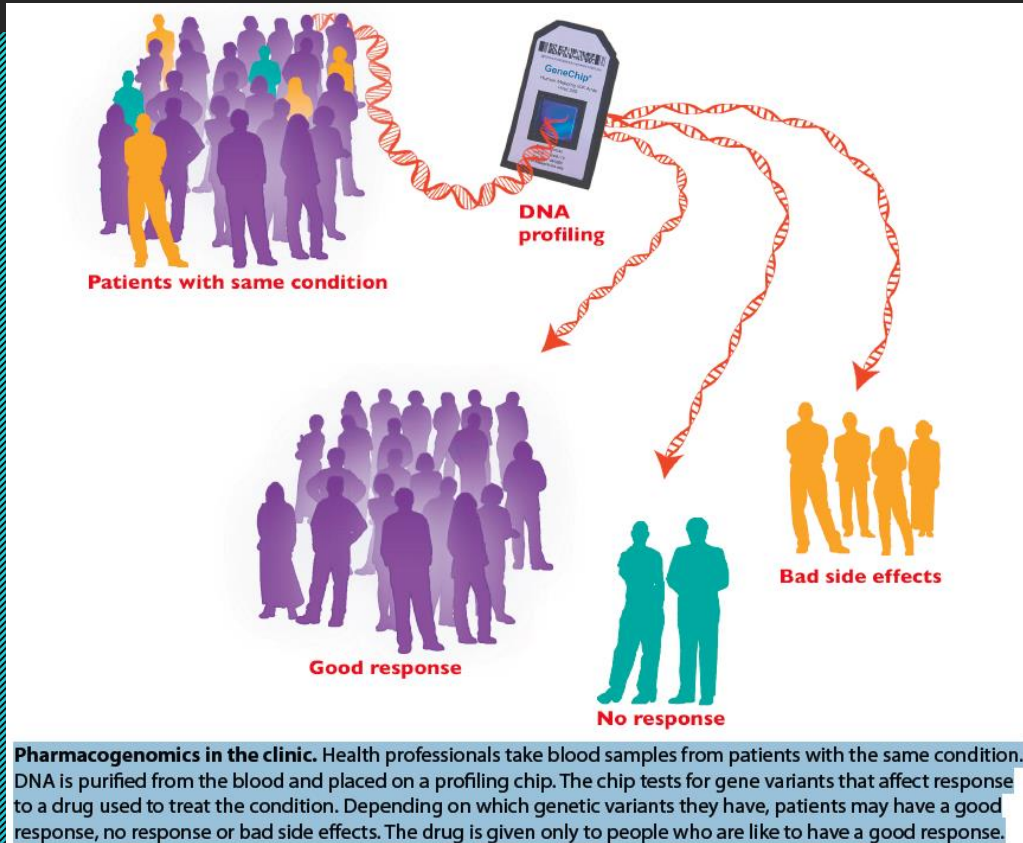 GeneChip®
DNA
profiling
Patients with same condition
Bad side effects
Good response
No response
Pharmacogenomics in the clinic. Health professionals take blood samples from patients with the same condition.
DNA is purified from the blood and placed on a profiling chip. The chip tests for gene variants that affect response
to a drug used to treat the condition. Depending on which genetic variants they have, patients may have a good
response, no response or bad side effects. The drug is given only to people who are like to have a good response.